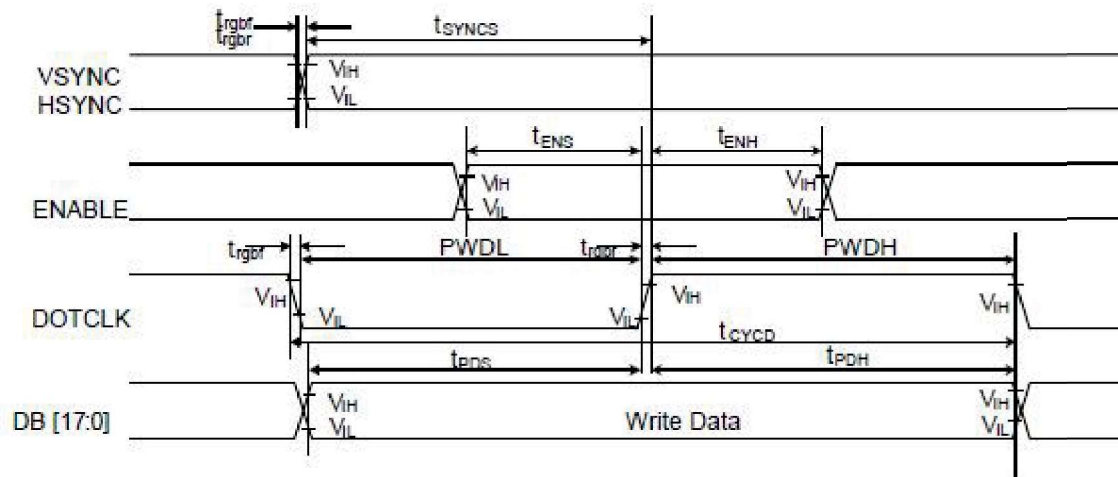 trgbf
trgbr
tSYNCS
VSYNC
HSYNC
VIH
VIL
tENS
tENH
ENABLE
VIH
VIL
VIH
VIL
trgbf
PWDL
trgbr
PWDH
DOTCLK
VIH
VIL
VIL
VIH
VIH
tCYCD
tPDS
tPDH
DB [17:0]
VIH
VIL
Write Data
VIH
VIL